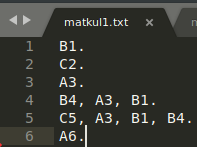 matkul1.txt
1 B1.
2 C2.
3 A3.
4 B4, A3, B1.
5 C5, A3, B1, B4.
6 A6.